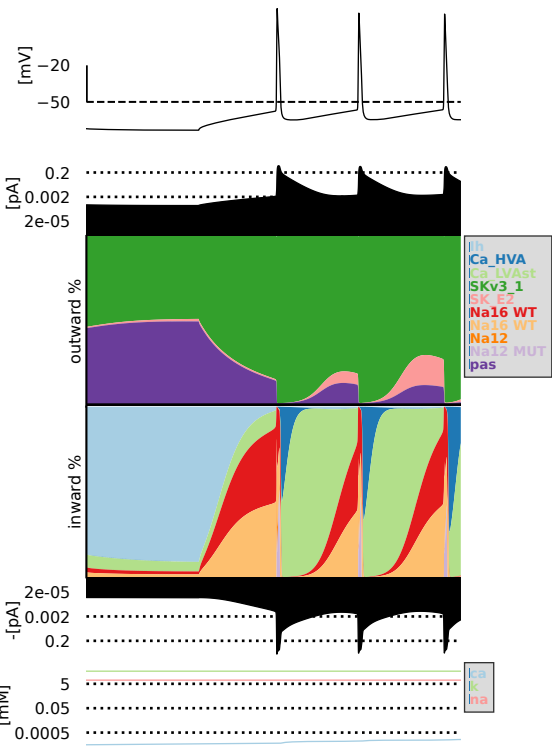 [mV]
−20
−50
[pA]
0.2
0.002
2e-05
outward %
Ih
Ca_HVA
Ca_LVAst
SKv3_1
SK_E2
Na16 WT
Na16 WT
Na12
Na12 MUT
pas
inward %
-[pA]
2e-05
0.002
0.2
[mM]
5
0.05
0.0005
ca
k
na